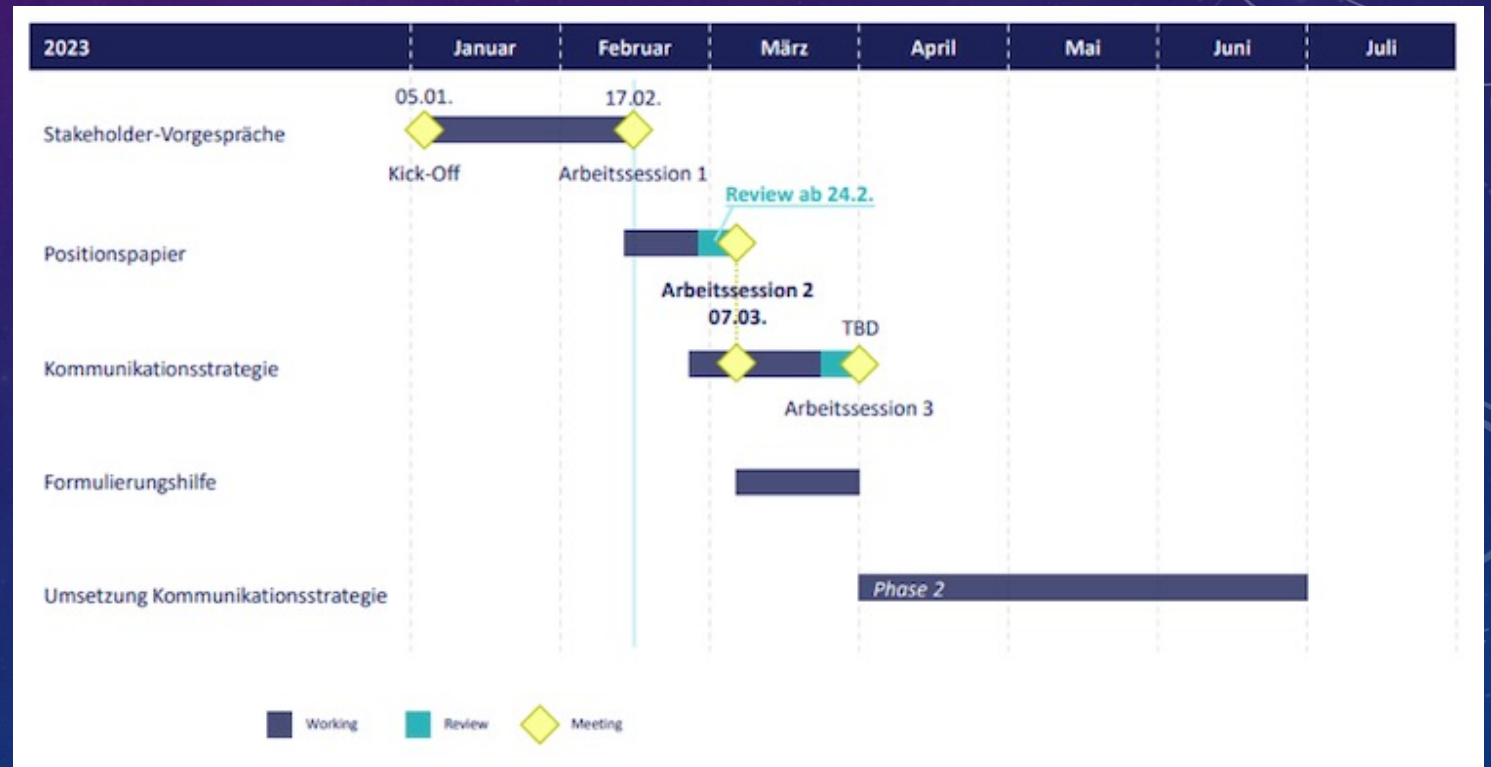 2023 Januar Februar März April Mai Juni Juli
05.01. 17.02.
Stakeholder-Vorgespräche
Kick-Off Arbeitssession 1
Review ab 24.2.
Positionspapier
Arbeitssession 2
07.03.
TBD
Kommunikationsstrategie
Arbeitssession 3
Formulierungshilfe
Phase 2
Umsetzung Kommunikationsstrategie
Working Review Meeting